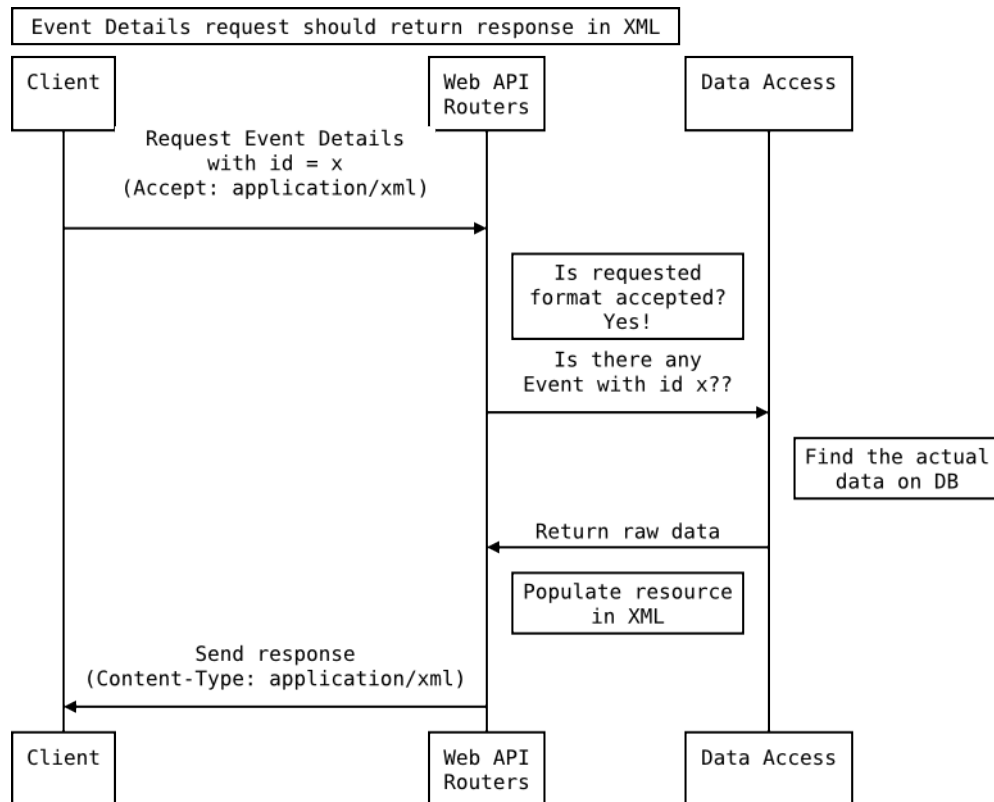 Event Details request should return response in XML
Client
Web API
Routers
Data Access
Request Event Details
with id = x
(Accept: application/xml)
Is requested
format accepted?
Yes!
Is there any
Event with id x??
Find the actual
data on DB
Return raw data
Populate resource
in XML
Send response
(Content-Type: application/xml)
Client
Web API
Routers
Data Access